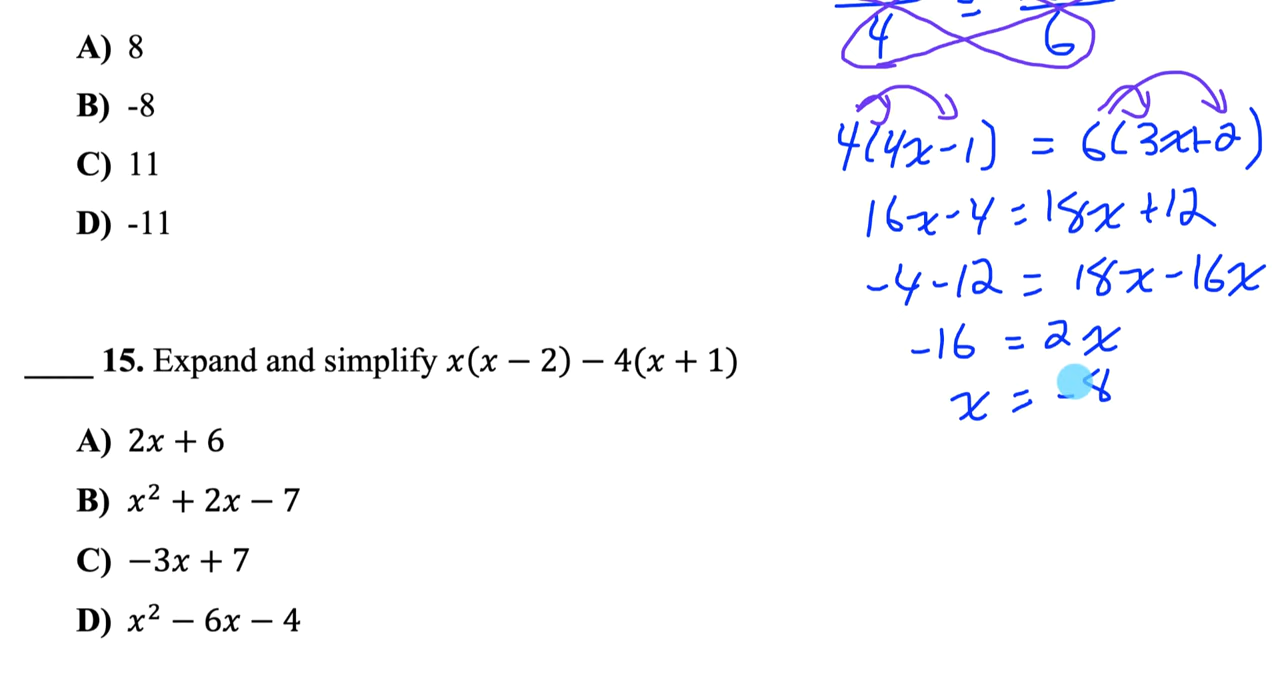 A) 8
B) -8
C) 11
D) -11
4 = 6
4(4x-1) = 6(3x+2)
16x-4 = 18x+12
-4-12 = 18x-16x
-16 = 2x
x = -8
____ 15. Expand and simplify x(x − 2) − 4(x + 1)
A) 2x + 6
B) x² + 2x − 7
C) −3x + 7
D) x² − 6x − 4